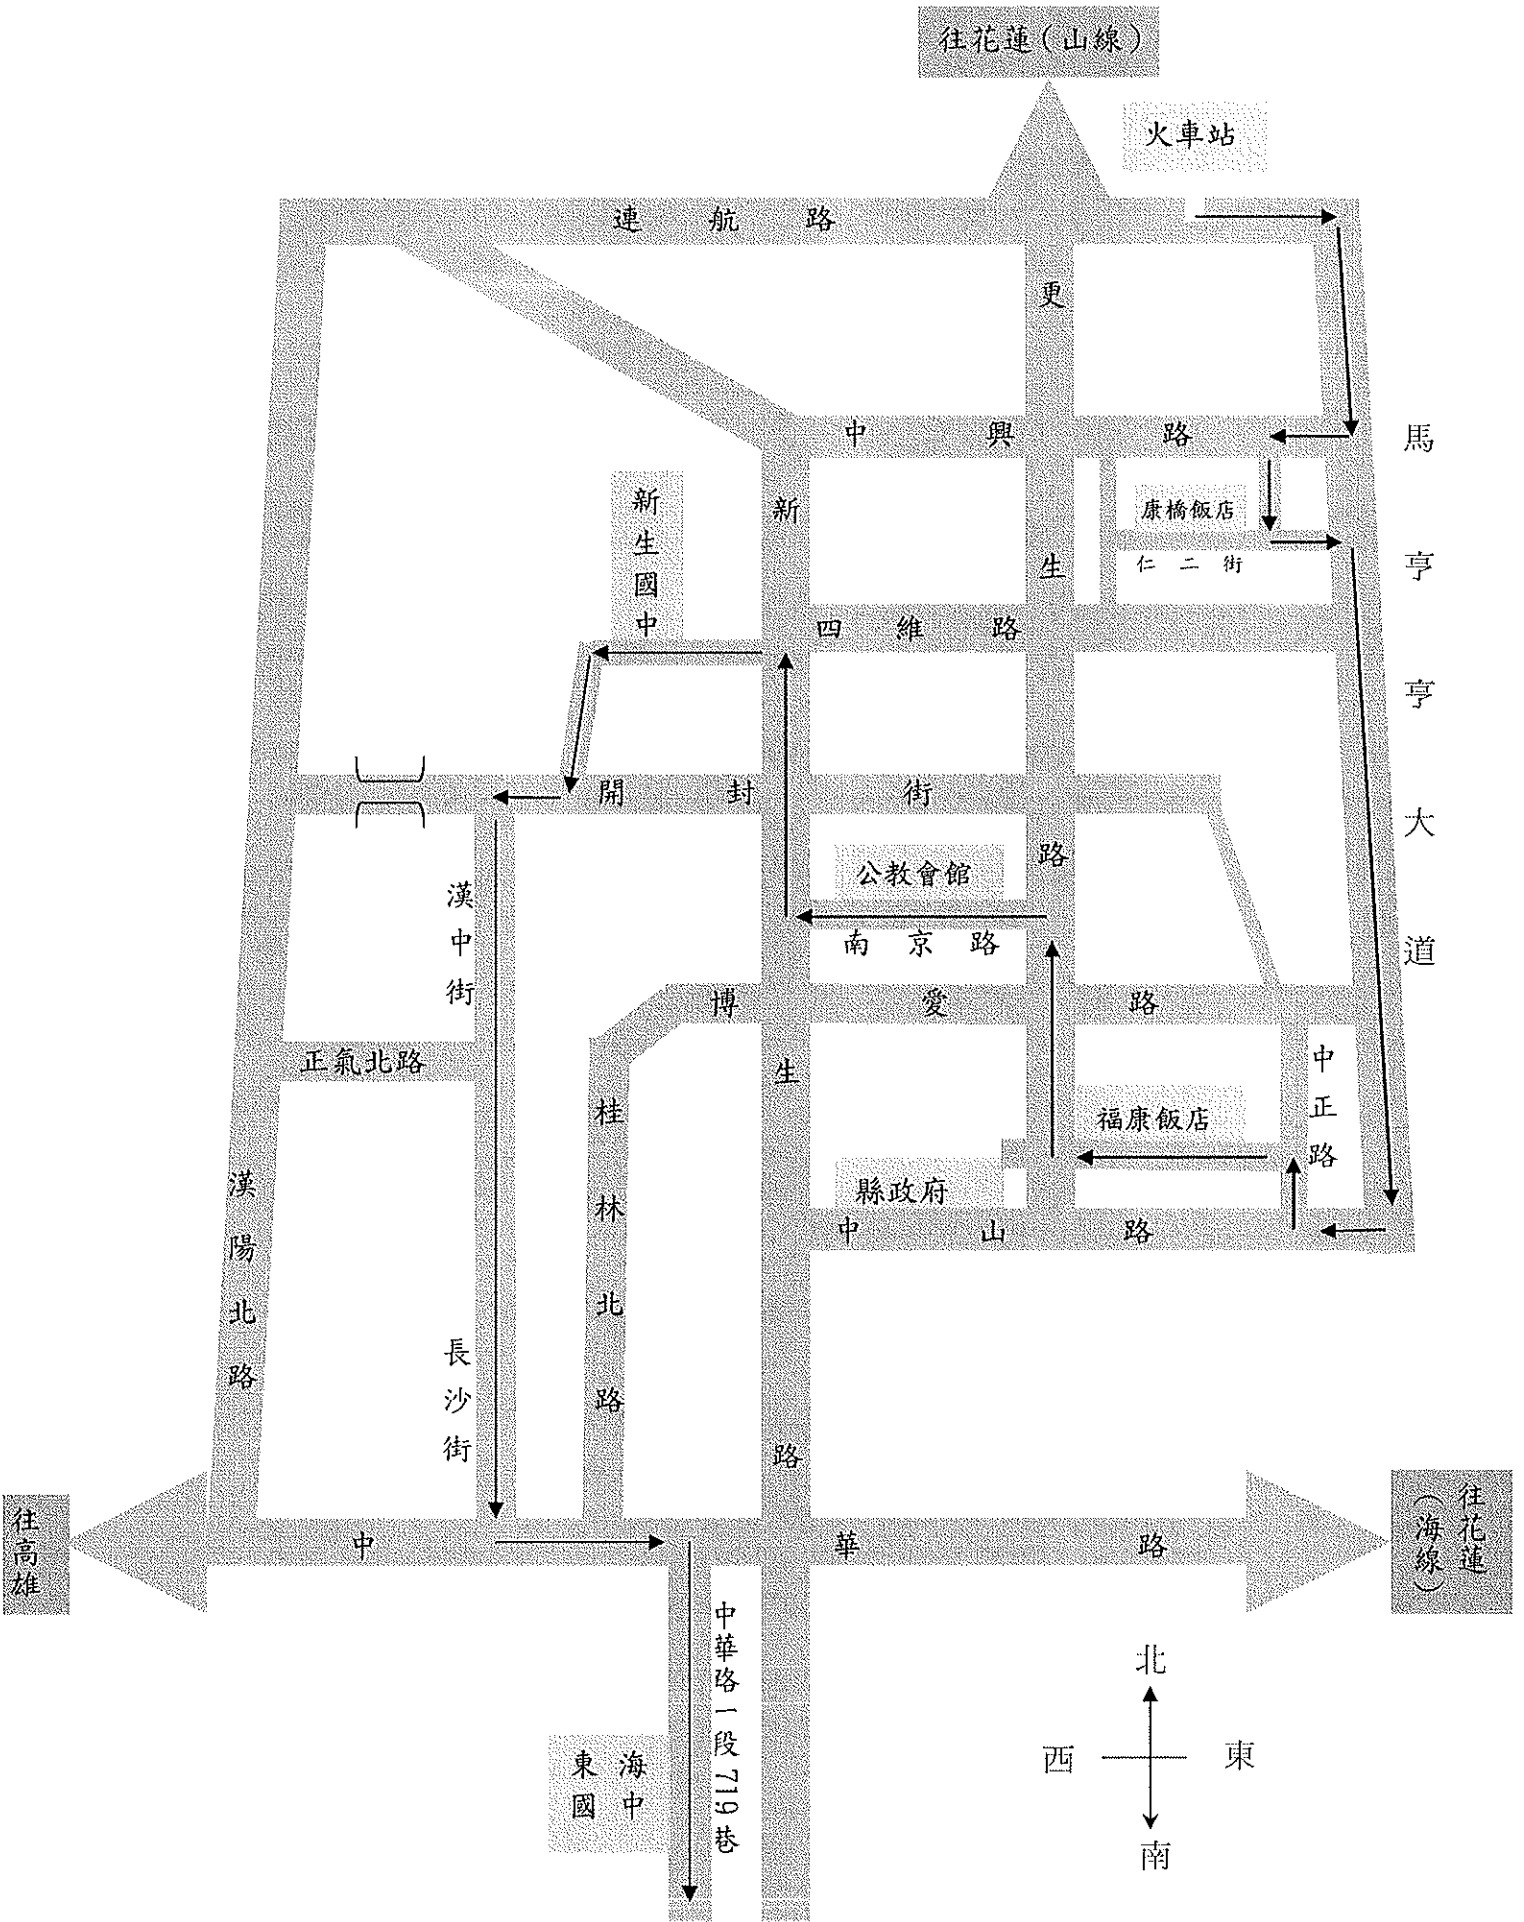 往花蓮(山線)
火車站
連航路
更生路
中興路
馬亨亨大道
新生國中
新生路
康橋飯店
仁二街
四維路
開封街
公教會館
南京路
漢中街
博愛路
正氣北路
中正路
桂林北路
福康飯店
縣政府
中山路
漢陽北路
長沙街
往高雄
中華路
往花蓮
(海線)
中華路1段719巷
東海
國中
北
西
東
南